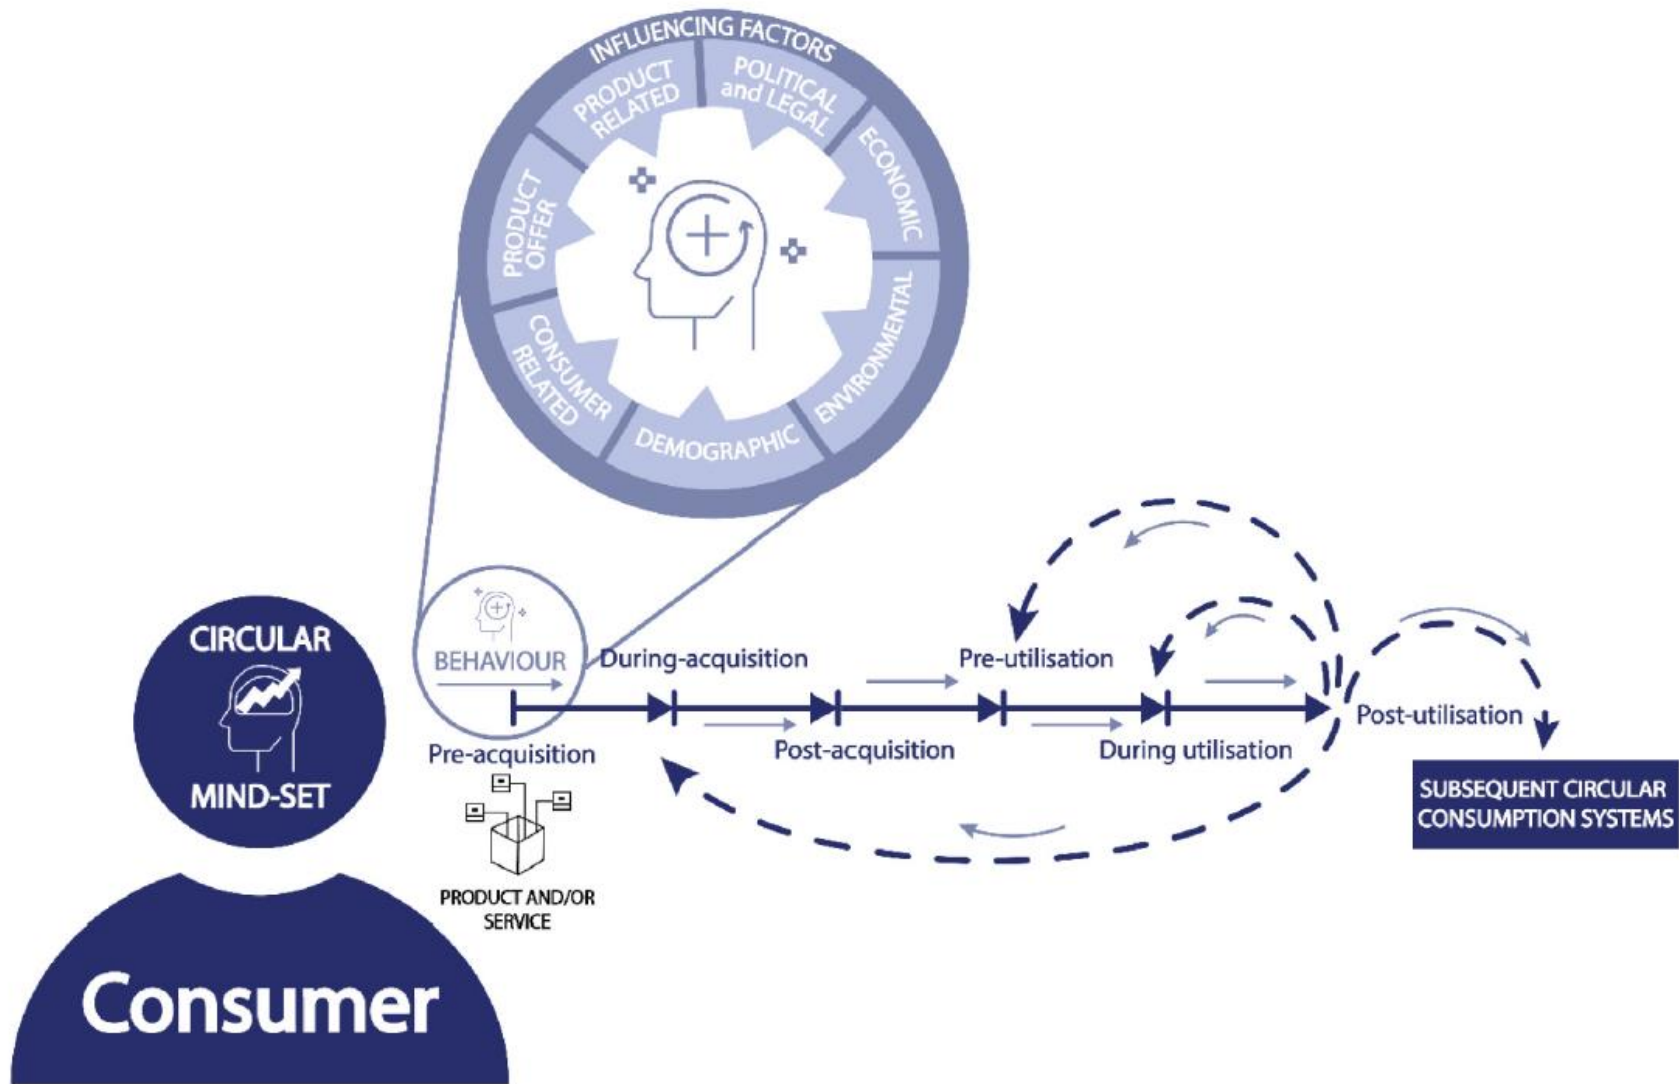 INFLUENCING FACTORS
PRODUCT
RELATED
POLITICAL
and LEGAL
ECONOMIC
ENVIRONMENTAL
DEMOGRAPHIC
CONSUMER
RELATED
PRODUCT
OFFER
CIRCULAR
MIND-SET
Consumer
BEHAVIOUR
During-acquisition
Pre-utilisation
Pre-acquisition
Post-acquisition
During utilisation
Post-utilisation
PRODUCT AND/OR
SERVICE
SUBSEQUENT CIRCULAR
CONSUMPTION SYSTEMS